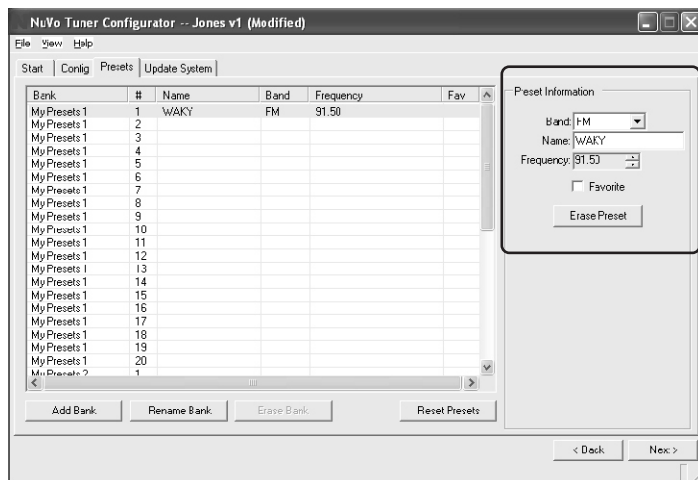 NuVo Tuner Configurator -- Jones v1 (Modified)
File View Help
Start Config Presets Update System
Bank # Name Band Frequency Fav
My Presets 1 1 WAKY FM 91.50
My Presets 1 2
My Presets 1 3
My Presets 1 4
My Presets 1 5
My Presets 1 6
My Presets 1 7
My Presets 1 8
My Presets 1 9
My Presets 1 10
My Presets 1 11
My Presets 1 12
My Presets 1 13
My Presets 1 14
My Presets 1 15
My Presets 1 16
My Presets 1 17
My Presets 1 18
My Presets 1 19
My Presets 1 20
My Presets 2 1
Add Bank Rename Bank Erase Bank Reset Presets
Preset Information
Band: FM
Name: WAKY
Frequency: 91.50
Favorite
Erase Preset
< Back Next >